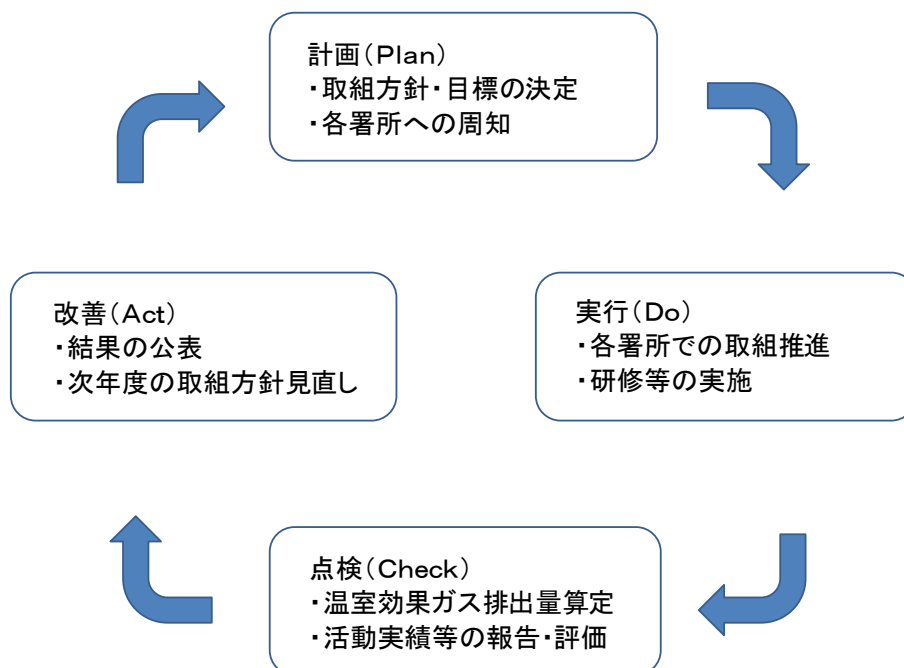 計画（Plan）
・取組方針・目標の決定
・各署所への周知
実行（Do）
・各署所での取組推進
・研修等の実施
点検（Check）
・温室効果ガス排出量算定
・活動実績等の報告・評価
改善（Act）
・結果の公表
・次年度の取組方針見直し